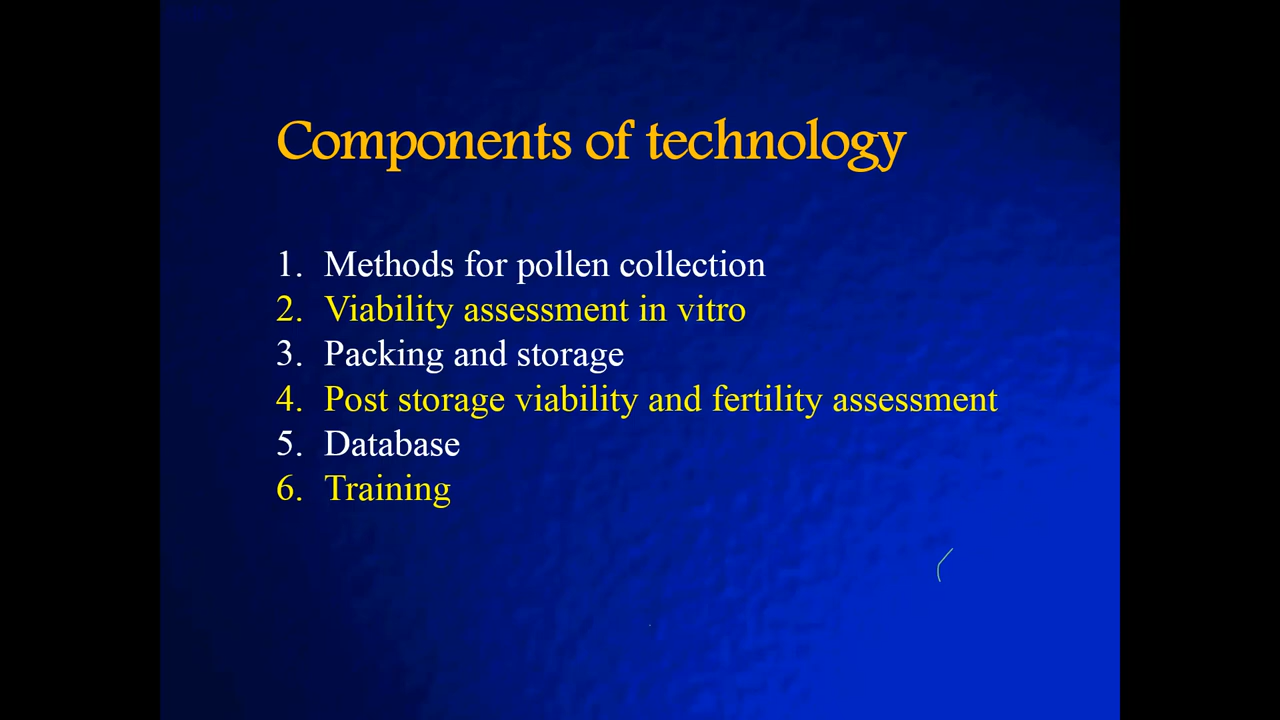 Components of technology
1. Methods for pollen collection
2. Viability assessment in vitro
3. Packing and storage
4. Post storage viability and fertility assessment
5. Database
6. Training